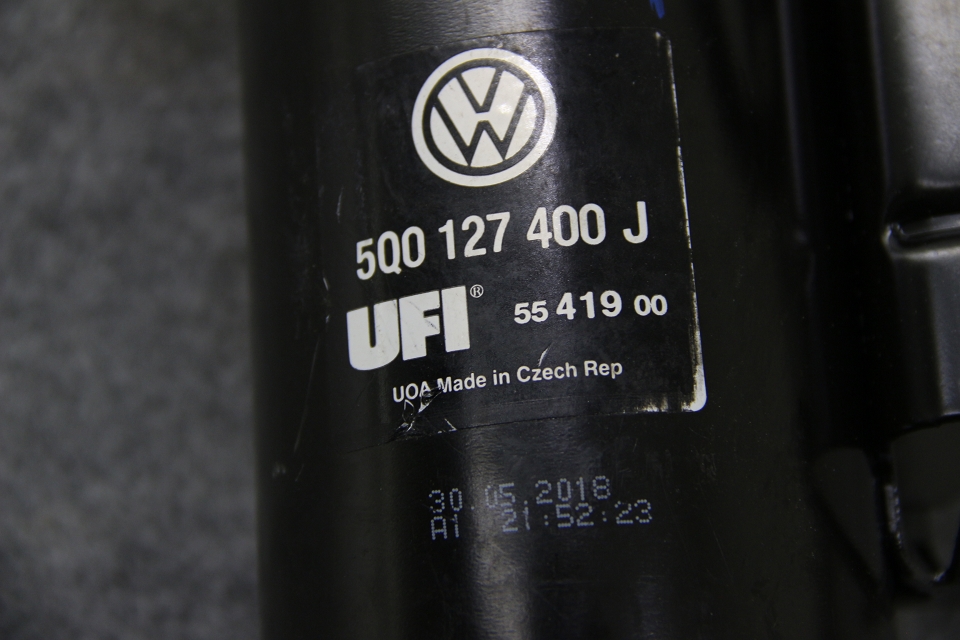 5Q0 127 400 J
UFI® 55 419 00
UOA Made in Czech Rep
30.05.2018
A1 21:52:23